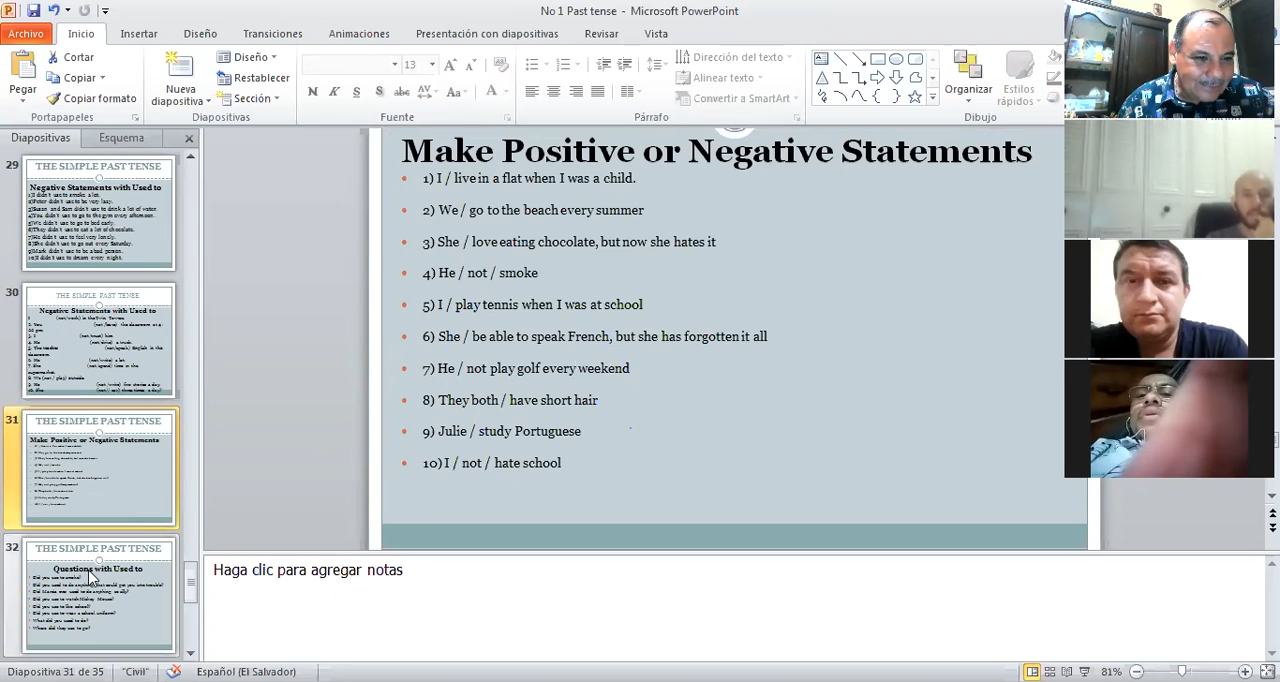 No 1 Past tense - Microsoft PowerPoint
Archivo Inicio Insertar Diseño Transiciones Animaciones Presentación con diapositivas Revisar Vista
Cortar
Copiar
Copiar formato
Pegar
Portapapeles
Nueva diapositiva
Diseño
Restablecer
Sección
Diapositivas
13
N K S S abc AV Aa A
Fuente
Dirección del texto
Alinear texto
Convertir a SmartArt
Párrafo
Organizar
Estilos rápidos
Dibujo
Diapositivas Esquema
29
THE SIMPLE PAST TENSE
Negative Statements with Used to
30
THE SIMPLE PAST TENSE
Negative Statements with Used to
31
THE SIMPLE PAST TENSE
Make Positive or Negative Statements
32
THE SIMPLE PAST TENSE
Questions with Used to
Make Positive or Negative Statements
1) I / live in a flat when I was a child.
2) We / go to the beach every summer
3) She / love eating chocolate, but now she hates it
4) He / not / smoke
5) I / play tennis when I was at school
6) She / be able to speak French, but she has forgotten it all
7) He / not play golf every weekend
8) They both / have short hair
9) Julie / study Portuguese
10) I / not / hate school
Haga clic para agregar notas
Diapositiva 31 de 35 "Civil" Español (El Salvador) 81%